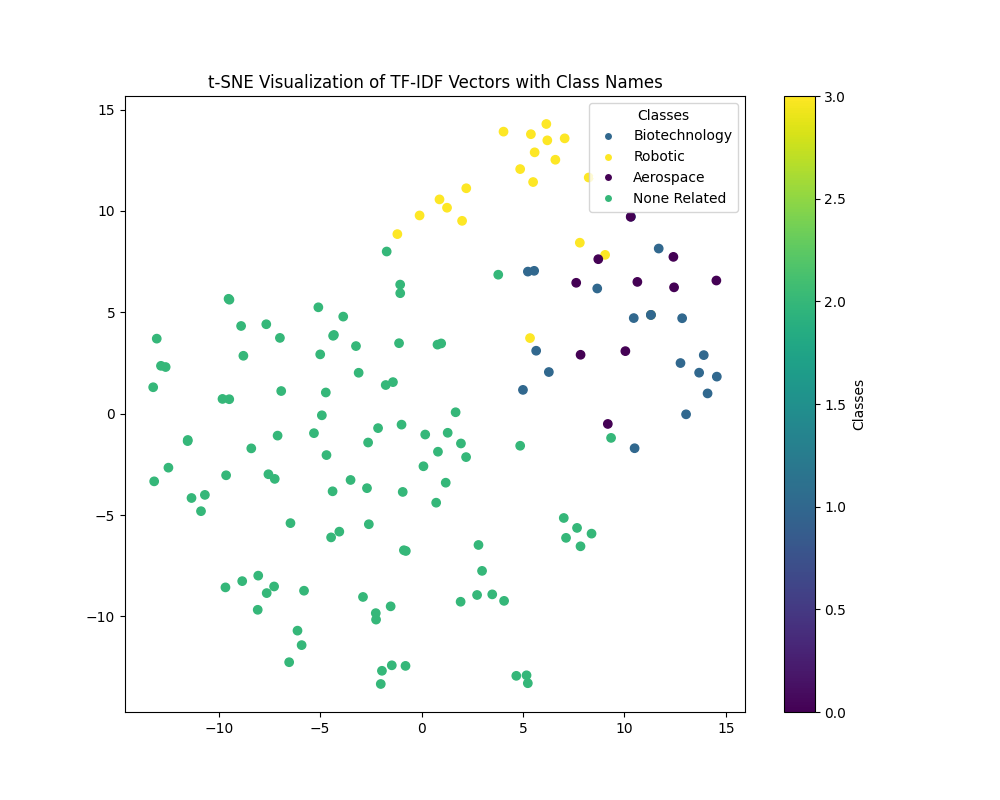 t-SNE Visualization of TF-IDF Vectors with Class Names
Classes
Biotechnology
Robotic
Aerospace
None Related
15
10
5
0
−5
−10
−10 −5 0 5 10 15
3.0
2.5
2.0
1.5
1.0
0.5
0.0
Classes